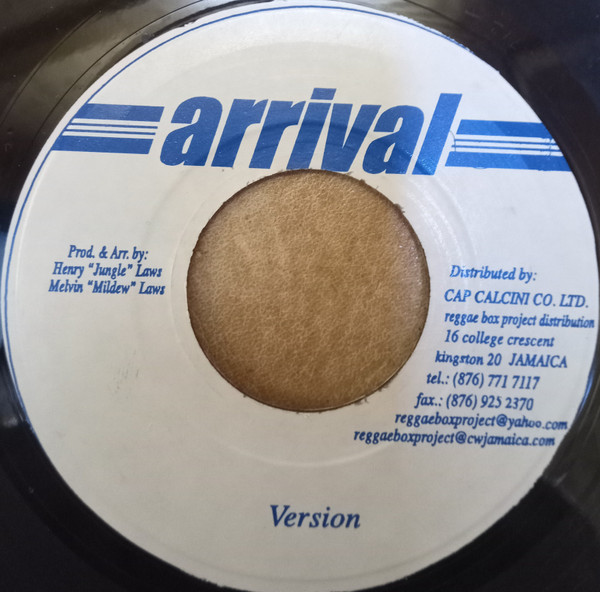 arrival
Prod. & Arr. by:
Henry "Jungle" Laws
Melvin "Mildew" Laws
Distributed by:
CAP CALCINI CO. LTD.
reggae box project distribution
16 college crescent
kingston 20 JAMAICA
tel.: (876) 771 7117
fax.: (876) 925 2370
reggaeboxproject@yahoo.com
reggaeboxproject@cwjamaica.com
Version